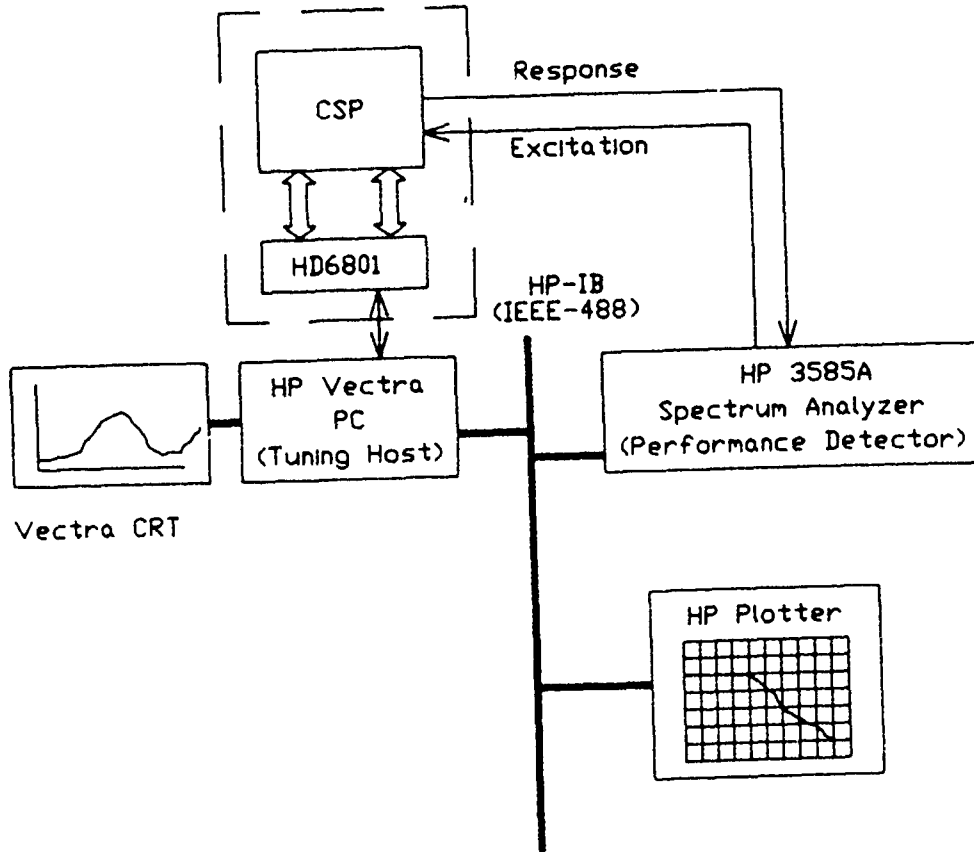 CSP
Response
Excitation
HD6801
HP-IB
(IEEE-488)
HP Vectra
PC
(Tuning Host)
HP 3585A
Spectrum Analyzer
(Performance Detector)
Vectra CRT
HP Plotter